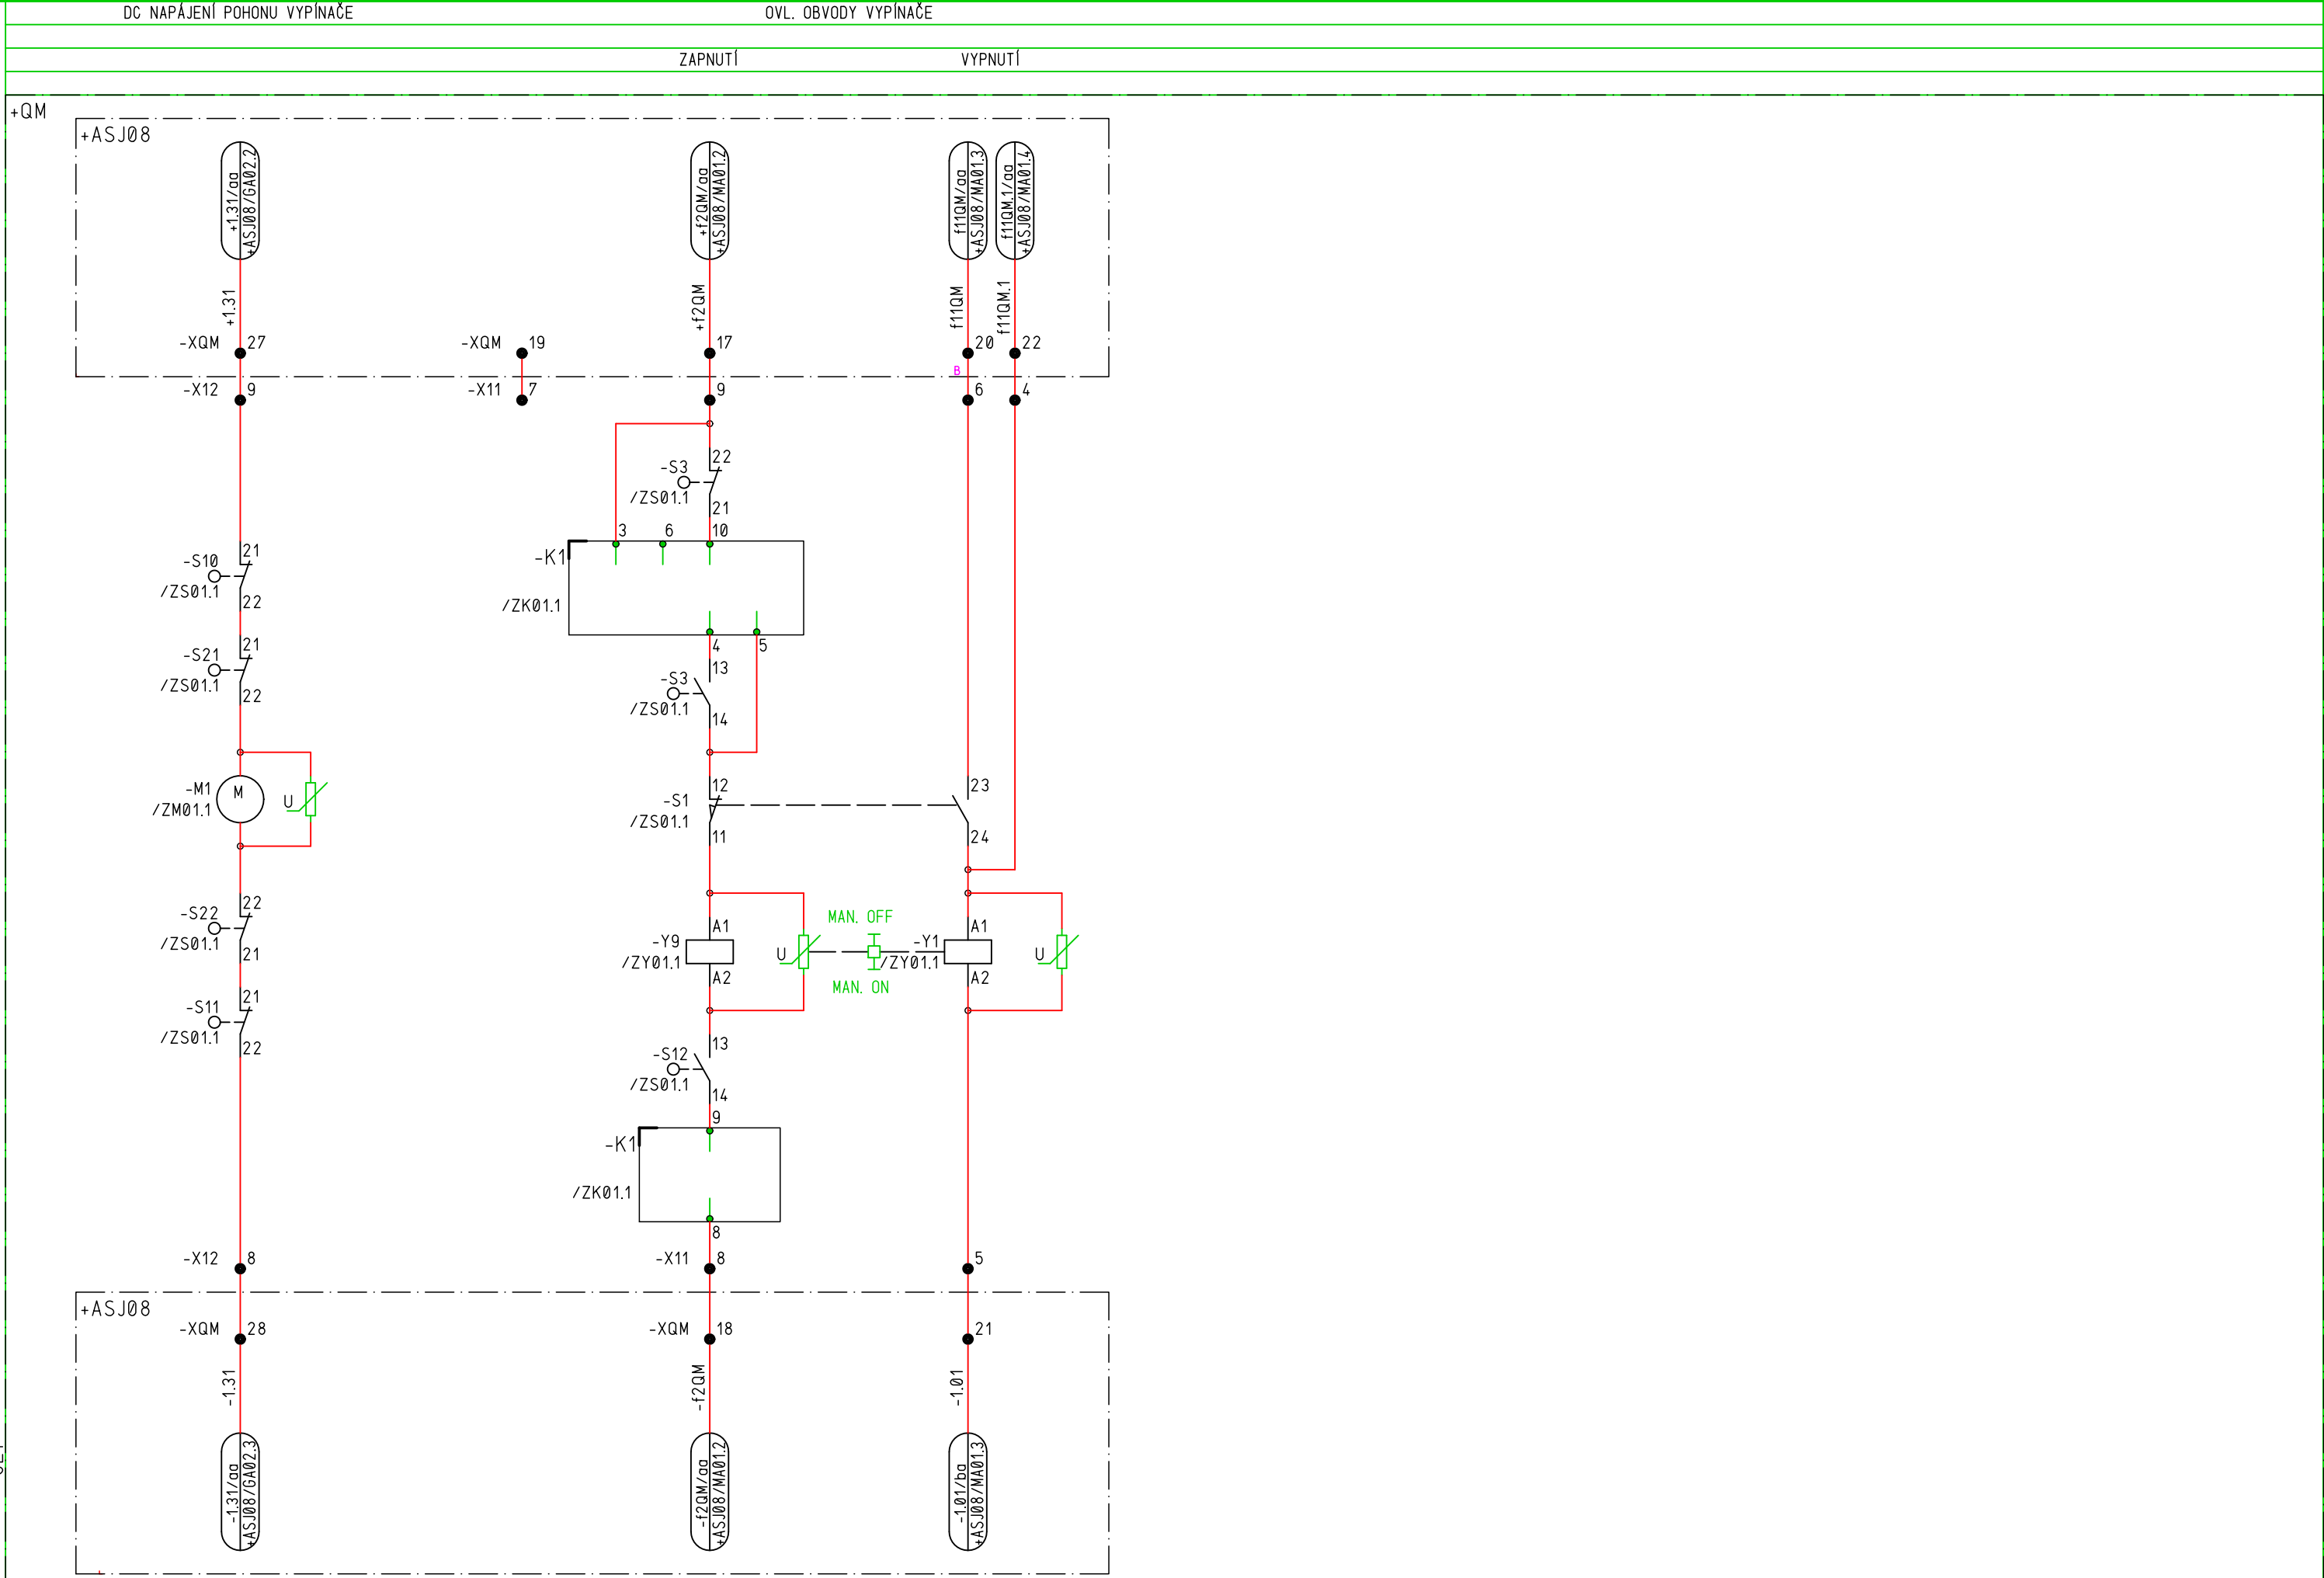 DC NAPÁJENÍ POHONU VYPÍNAČE
OVL. OBVODY VYPÍNAČE
ZAPNUTÍ
VYPNUTÍ
+QM
+ASJ08
+1.31/aa
+ASJ08/GA02.2
+f2QM/aa
+ASJ08/MA01.2
f11QM/aa
+ASJ08/MA01.3
f11QM.1/aa
+ASJ08/MA01.4
+1.31
+f2QM
f11QM
f11QM.1
-XQM 27
-XQM 19
17
20
22
B
-X12 9
-X11 7
9
6
4
22
-S3
/ZS01.1
21
3
6
10
-K1
/ZK01.1
4
5
21
-S10
/ZS01.1
22
21
-S21
/ZS01.1
22
13
-S3
/ZS01.1
14
-M1
/ZM01.1
M
U
12
-S1
/ZS01.1
11
23
24
22
-S22
/ZS01.1
21
21
-S11
/ZS01.1
22
A1
-Y9
/ZY01.1
A2
U
MAN. OFF
MAN. ON
A1
-Y1
/ZY01.1
A2
U
13
-S12
/ZS01.1
14
9
-K1
/ZK01.1
8
-X12 8
-X11 8
5
+ASJ08
-XQM 28
-XQM 18
21
-1.31
-f2QM
-1.01
-1.31/aa
+ASJ08/GA02.3
-f2QM/aa
+ASJ08/MA01.2
-1.01/ba
+ASJ08/MA01.3